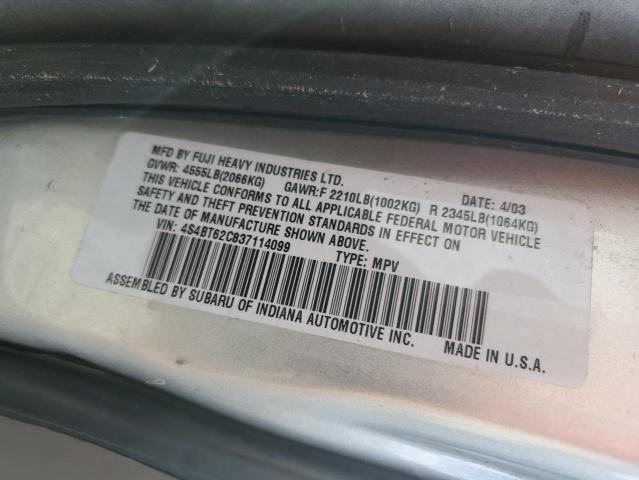 MFD BY FUJI HEAVY INDUSTRIES LTD. DATE: 4/03
GVWR: 4555LB(2066KG) GAWR:F 2210LB(1002KG) R 2345LB(1064KG)
THIS VEHICLE CONFORMS TO ALL APPLICABLE FEDERAL MOTOR VEHICLE
SAFETY AND THEFT PREVENTION STANDARDS IN EFFECT ON
THE DATE OF MANUFACTURE SHOWN ABOVE.
VIN: 4S4BT62C837114099 TYPE: MPV
ASSEMBLED BY SUBARU OF INDIANA AUTOMOTIVE INC. MADE IN U.S.A.